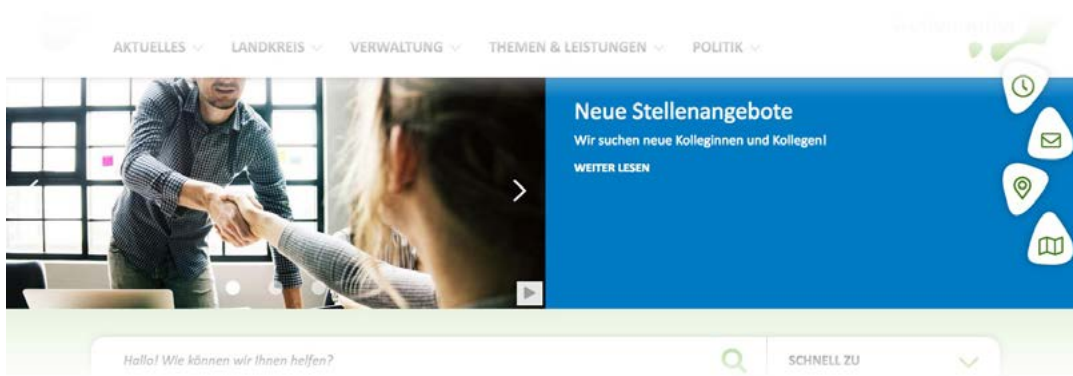 AKTUELLES
LANDKREIS
VERWALTUNG
THEMEN & LEISTUNGEN
POLITIK
Neue Stellenangebote
Wir suchen neue Kolleginnen und Kollegen!
WEITER LESEN
Hallo! Wie können wir Ihnen helfen?
SCHNELL ZU